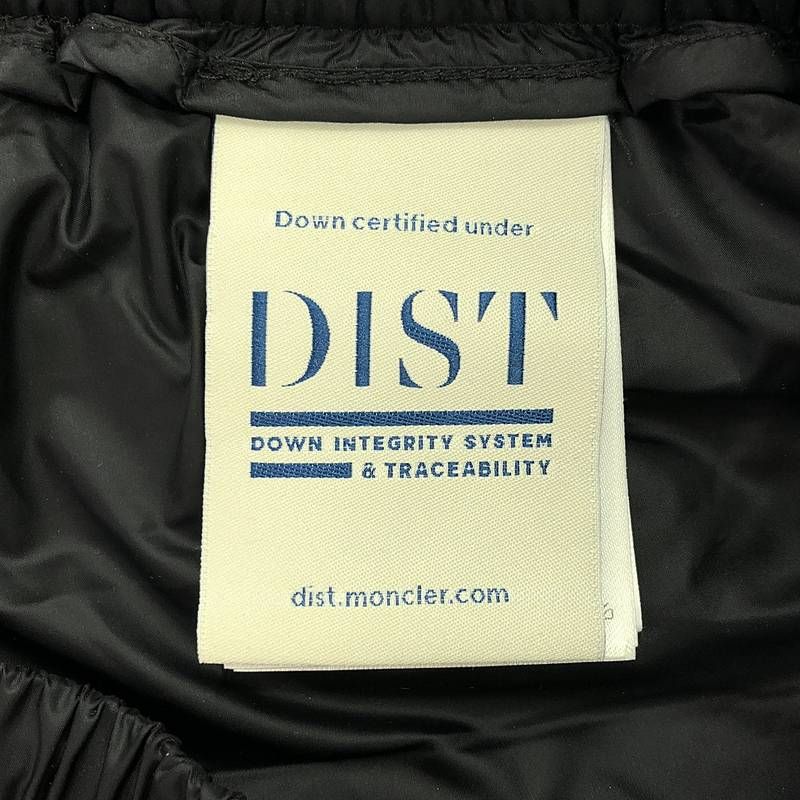 Down certified under
DIST
DOWN INTEGRITY SYSTEM
& TRACEABILITY
dist.moncler.com